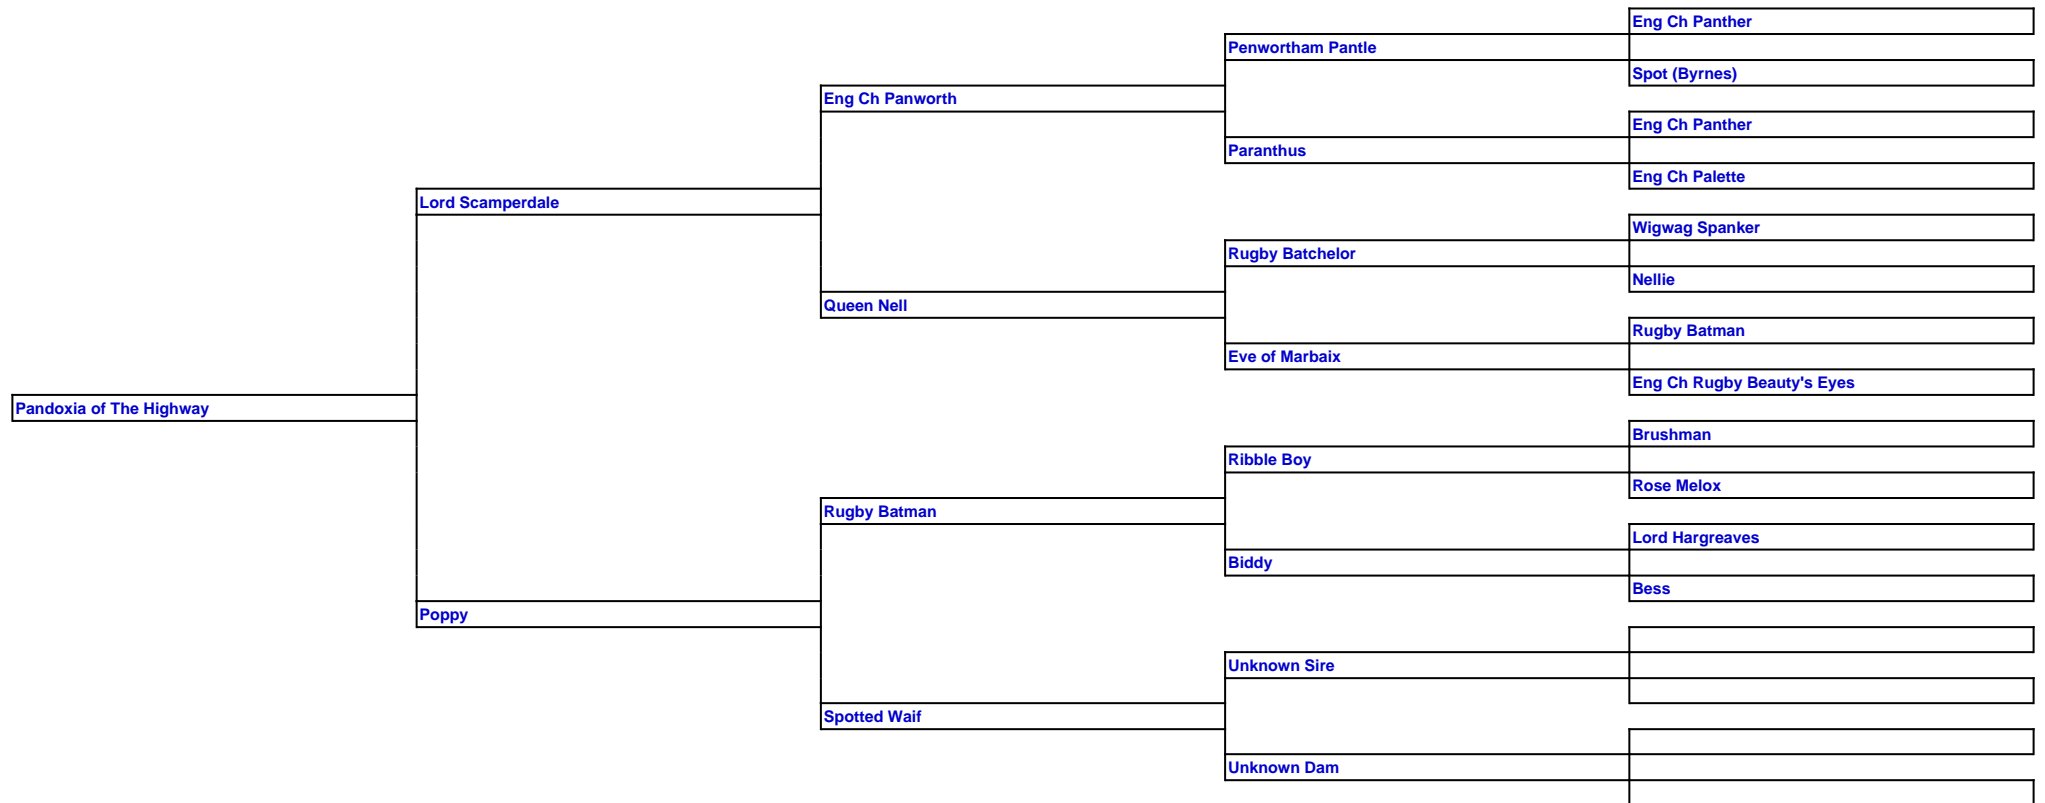 Eng Ch Panther
Penwortham Pantle
Spot (Byrnes)
Eng Ch Panworth
Eng Ch Panther
Paranthus
Eng Ch Palette
Lord Scamperdale
Wigwag Spanker
Rugby Batchelor
Nellie
Queen Nell
Rugby Batman
Eve of Marbaix
Eng Ch Rugby Beauty's Eyes
Pandoxia of The Highway
Brushman
Ribble Boy
Rose Melox
Rugby Batman
Lord Hargreaves
Biddy
Bess
Poppy
Unknown Sire
Spotted Waif
Unknown Dam